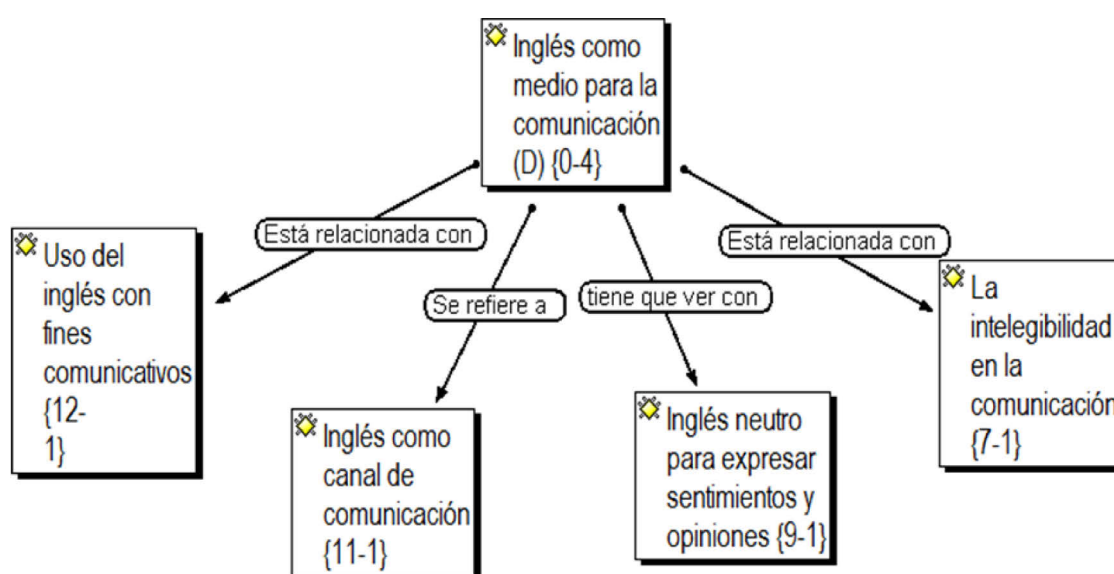 Inglés como
medio para la
comunicación
(D) {0-4}
Está relacionada con
Está relacionada con
Se refiere a
tiene que ver con
Uso del
inglés con
fines
comunicativos
{12-
1}
Inglés como
canal de
comunicación
{11-1}
Inglés neutro
para expresar
sentimientos y
opiniones {9-1}
La
intelegibilidad
en la
comunicación
{7-1}